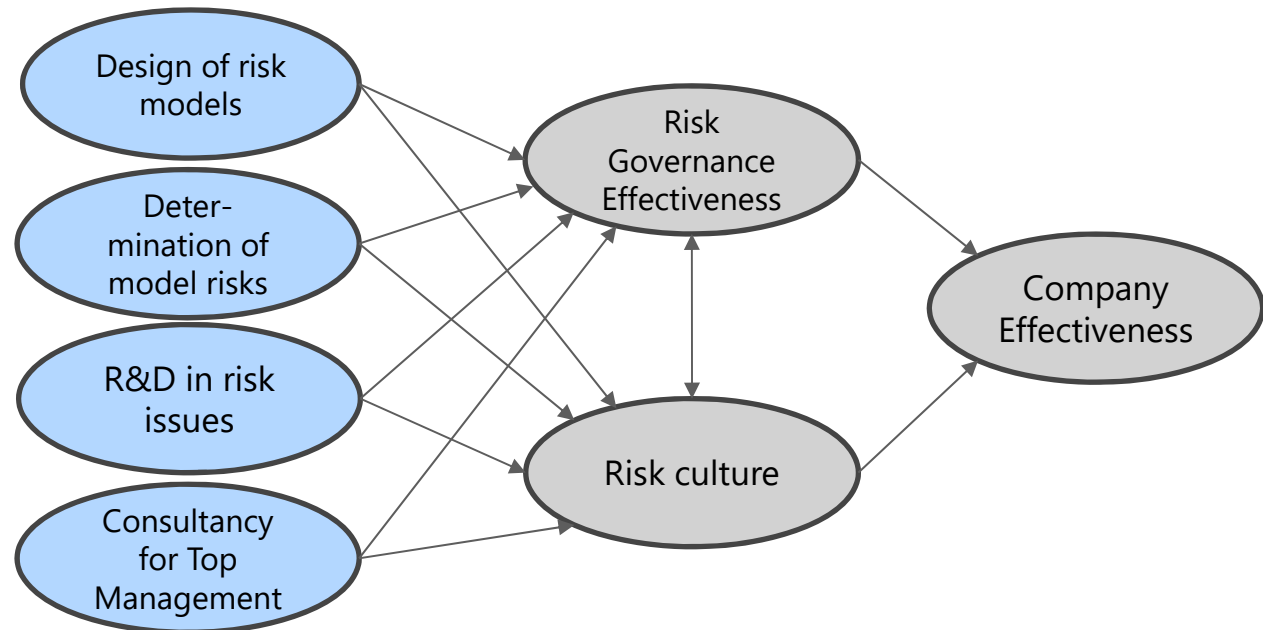 Design of risk
models
Deter-
mination of
model risks
R&D in risk
issues
Consultancy
for Top
Management
Risk
Governance
Effectiveness
Risk culture
Company
Effectiveness